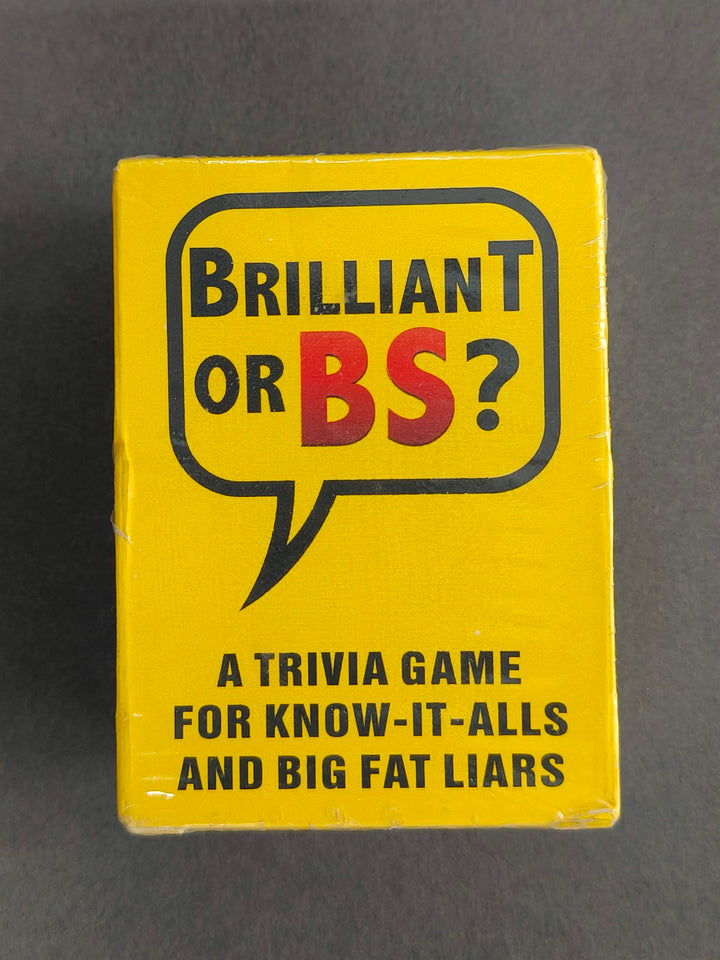 BRILLIANT
OR BS?
A TRIVIA GAME
FOR KNOW-IT-ALLS
AND BIG FAT LIARS